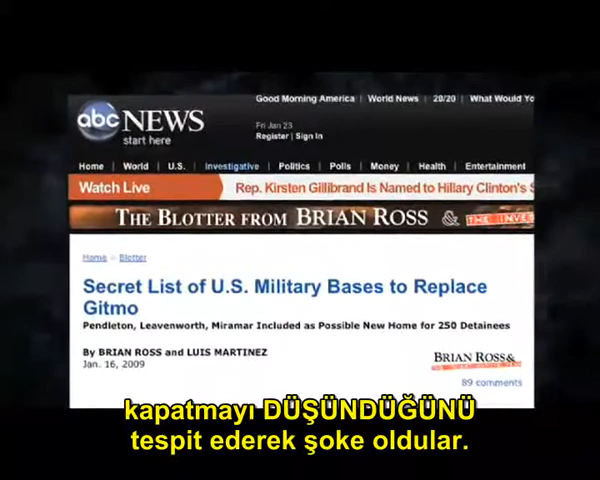 Good Morning America | World News | 20/20 | What Would Yo
abc NEWS
start here
Fri Jan 23
Register | Sign In
Home | World | U.S. | Investigative | Politics | Polls | Money | Health | Entertainment
Watch Live Rep. Kirsten Gillibrand Is Named to Hillary Clinton's S
THE BLOTTER FROM BRIAN ROSS & THE INVES
Home > Blotter
Secret List of U.S. Military Bases to Replace
Gitmo
Pendleton, Leavenworth, Miramar Included as Possible New Home for 250 Detainees
By BRIAN ROSS and LUIS MARTINEZ
Jan. 16, 2009
BRIAN ROSS&
89 comments
kapatmayı DÜŞÜNDÜĞÜNÜ
tespit ederek şoke oldular.